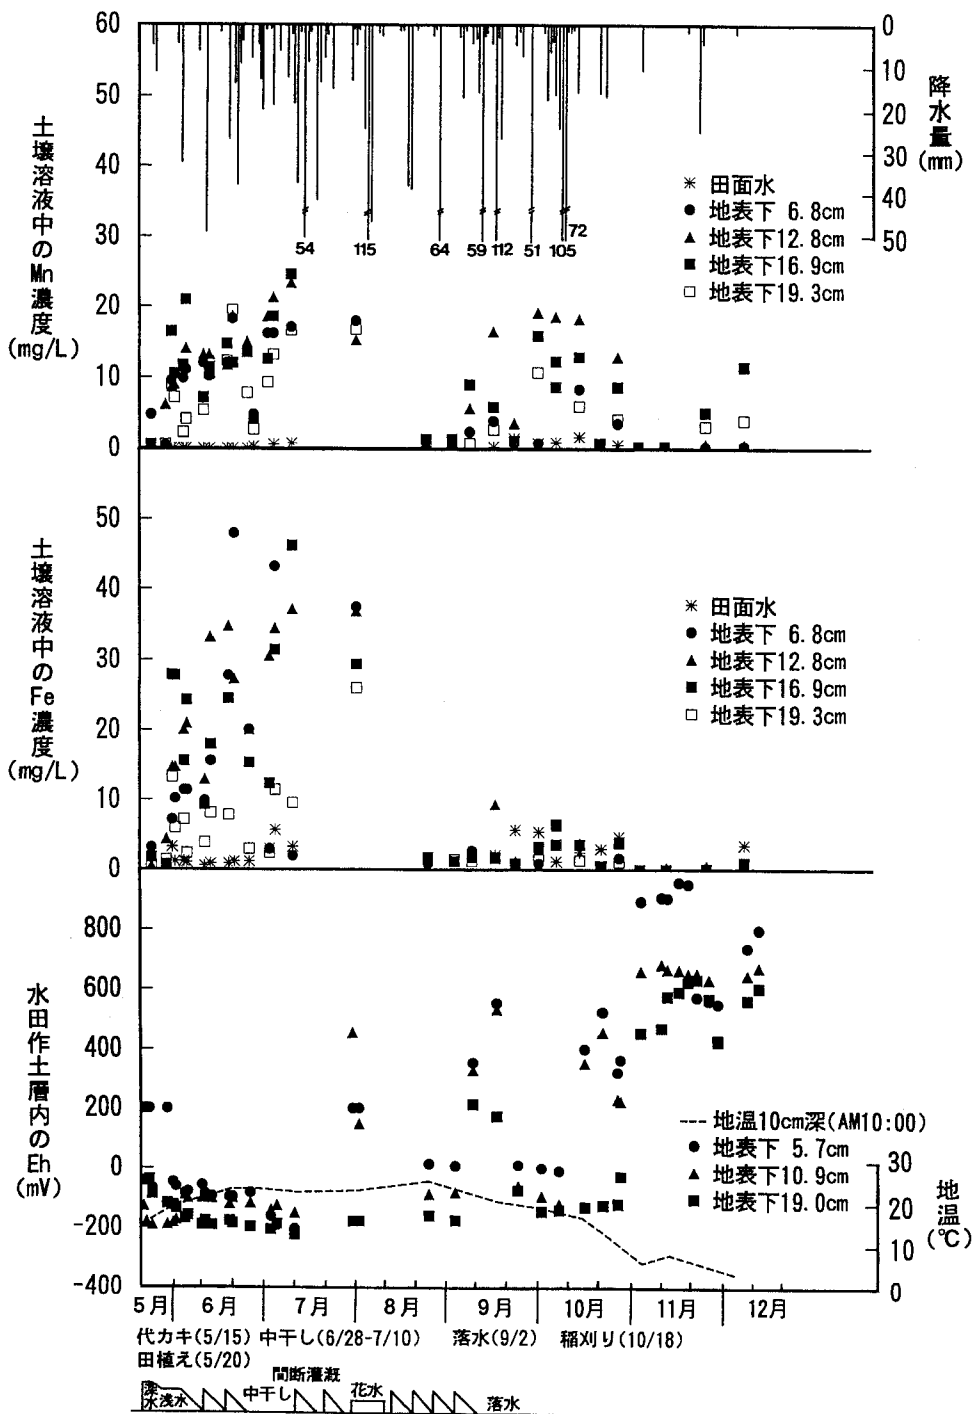 60
50
40
30
20
10
0
土壌溶液中のMn濃度
(mg/L)
0
10
20
30
40
50
降水量
(mm)
54
115
64
59
112
51
105
72
田面水
地表下 6.8cm
地表下12.8cm
地表下16.9cm
地表下19.3cm
50
40
30
20
10
0
土壌溶液中のFe濃度
(mg/L)
田面水
地表下 6.8cm
地表下12.8cm
地表下16.9cm
地表下19.3cm
800
600
400
200
0
-200
-400
水田作土層内のEh
(mV)
地温10cm深(AM10:00)
地表下 5.7cm
地表下10.9cm
地表下19.0cm
30
20
10
0
地温
(℃)
5月 6月 7月 8月 9月 10月 11月 12月
代カキ(5/15) 中干し(6/28-7/10) 落水(9/2) 稲刈り(10/18)
田植え(5/20)
間断灌漑
深水 浅水 中干し 花水 落水